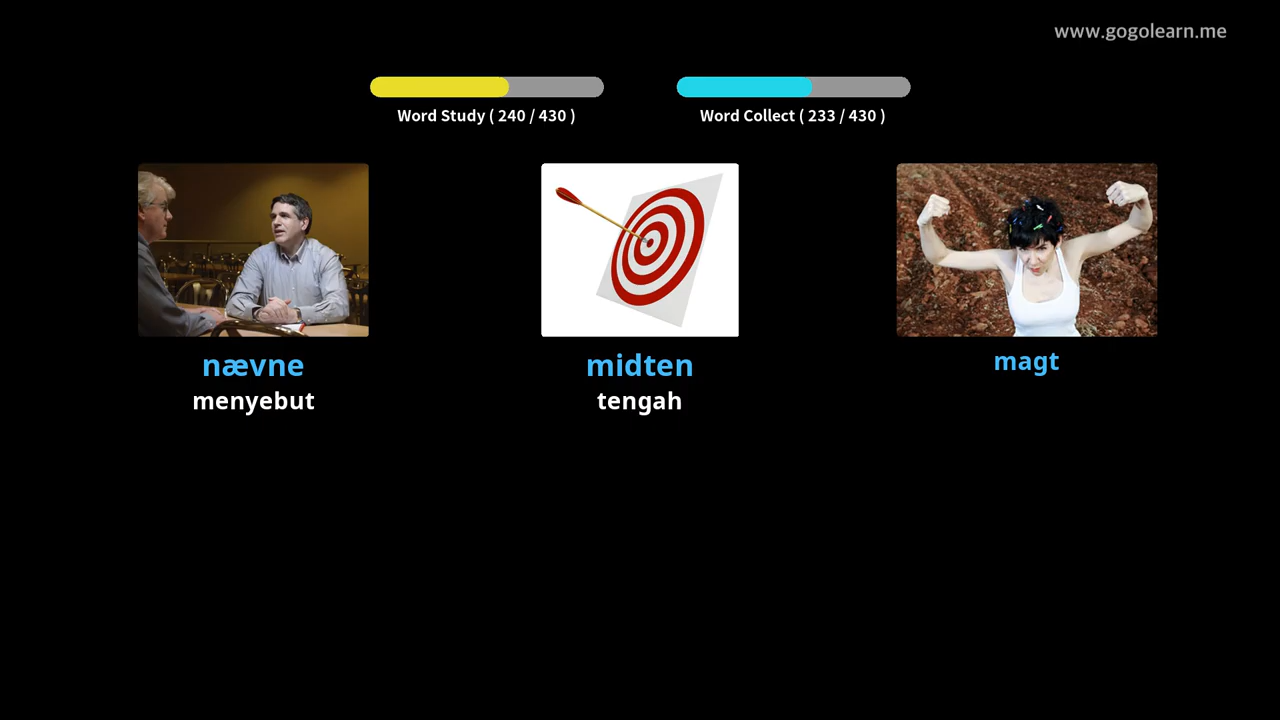 www.gogolearn.me
Word Study ( 240 / 430 )
Word Collect ( 233 / 430 )
nævne
menyebut
midten
tengah
magt